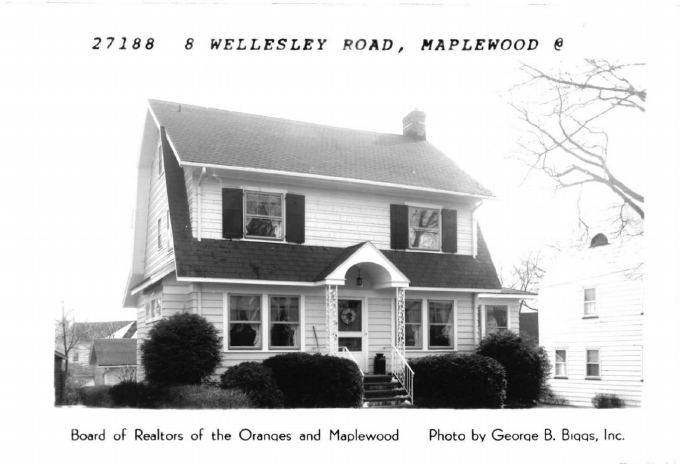 27188 8 WELLESLEY ROAD, MAPLEWOOD @
Board of Realtors of the Oranges and Maplewood Photo by George B. Biggs, Inc.